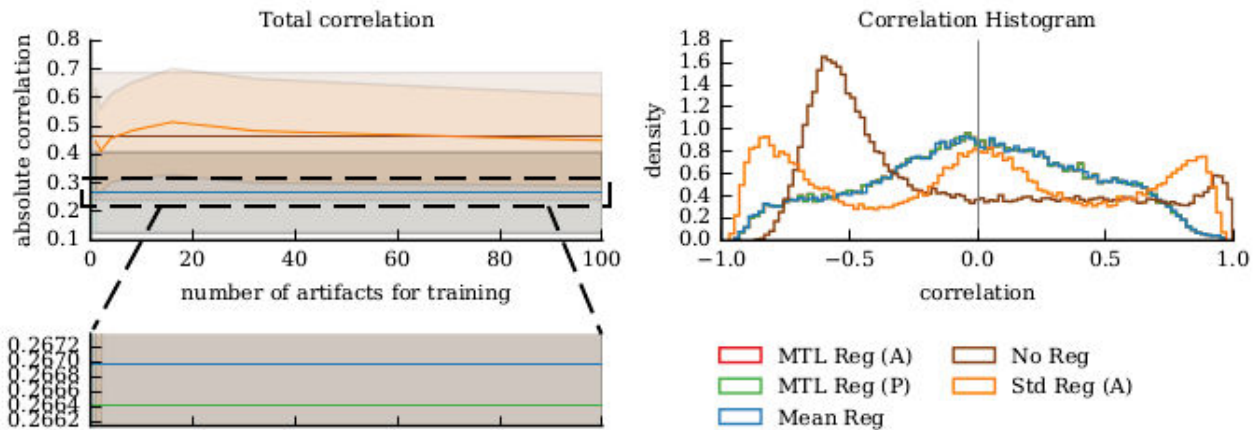 Total correlation
0.8
0.7
0.6
0.5
0.4
0.3
0.2
0.1
absolute correlation
0 20 40 60 80 100
number of artifacts for training
0.2672
0.2670
0.2668
0.2666
0.2664
0.2662
Correlation Histogram
1.8
1.6
1.4
1.2
1.0
0.8
0.6
0.4
0.2
0.0
density
−1.0 −0.5 0.0 0.5 1.0
correlation
MTL Reg (A) No Reg
MTL Reg (P) Std Reg (A)
Mean Reg